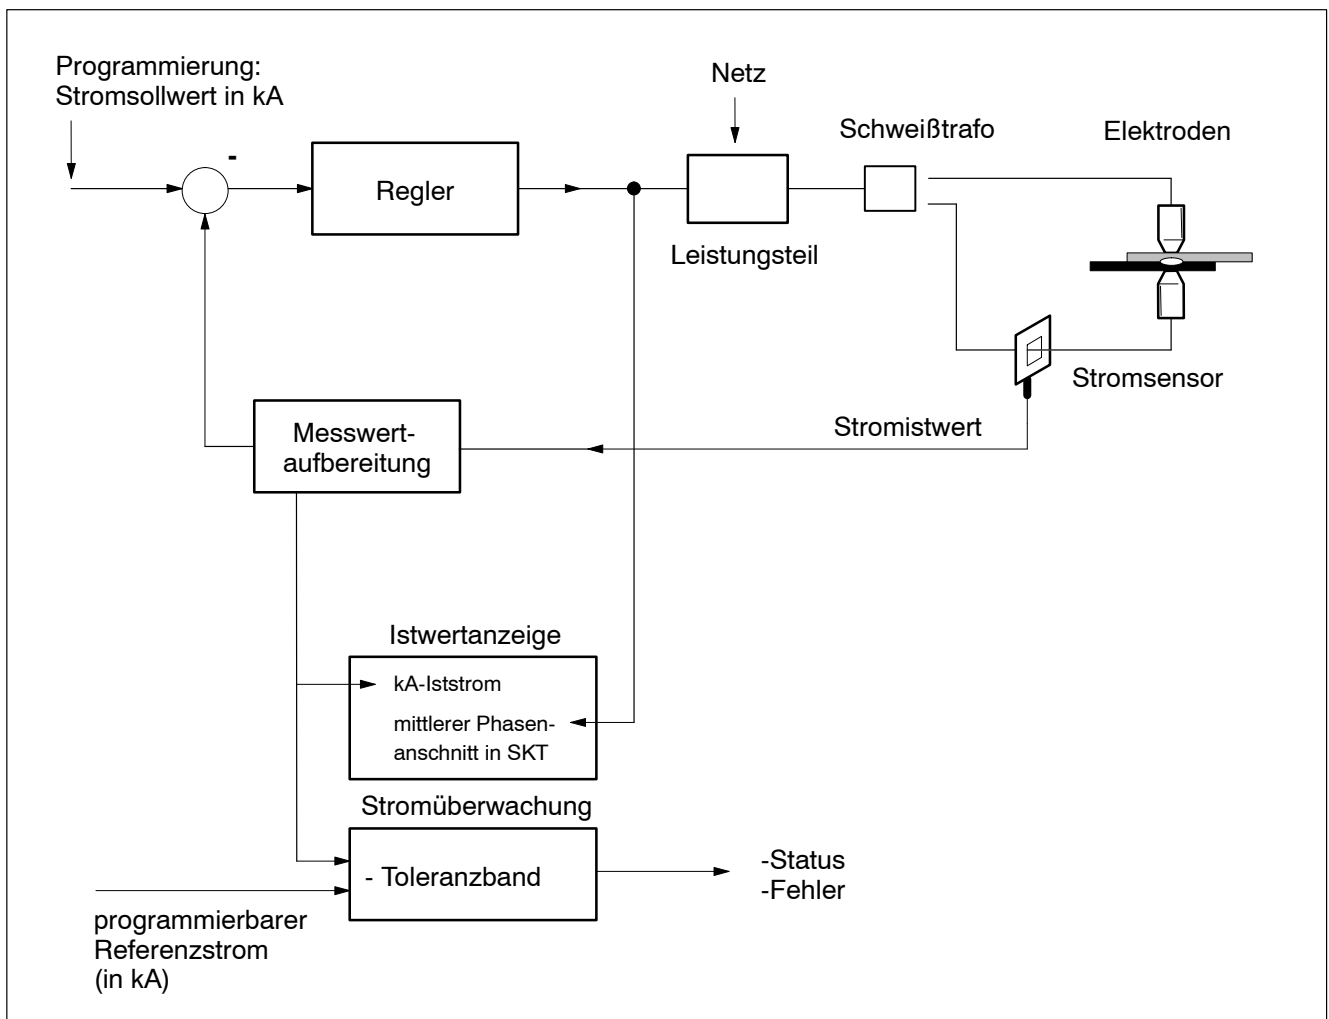 Programmierung:
Stromsollwert in kA
Netz
Schweißtrafo
Elektroden
-
Regler
Leistungsteil
Stromsensor
Stromistwert
Messwert-
aufbereitung
Istwertanzeige
kA-Iststrom
mittlerer Phasen-
anschnitt in SKT
Stromüberwachung
- Toleranzband
-Status
-Fehler
programmierbarer
Referenzstrom
(in kA)